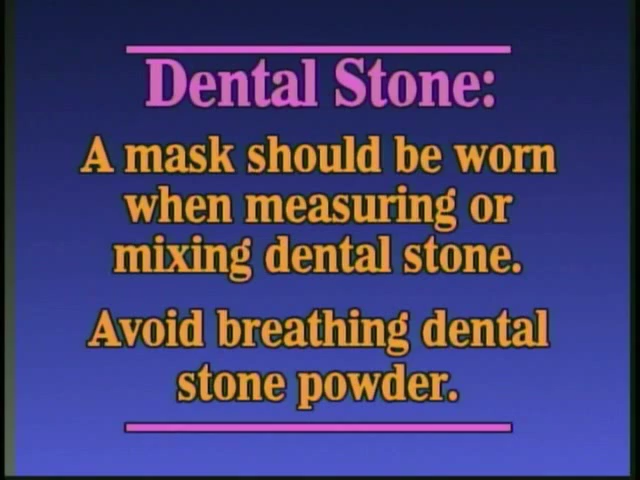 Dental Stone:
A mask should be worn
when measuring or
mixing dental stone.
Avoid breathing dental
stone powder.